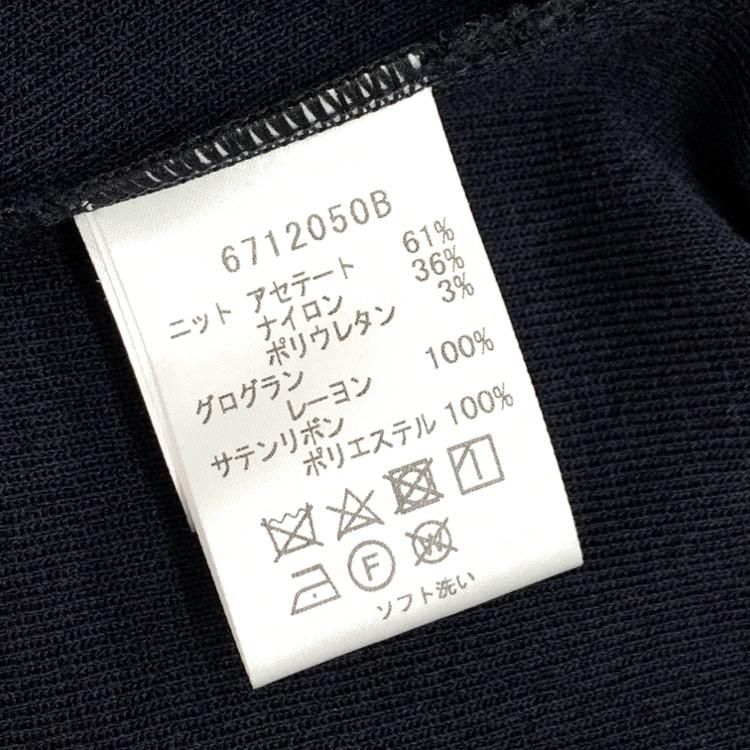 6712050B
ニット アセテート 61%
ナイロン 36%
ポリウレタン 3%
グログラン
レーヨン 100%
サテンリボン
ポリエステル 100%
F W
ソフト洗い